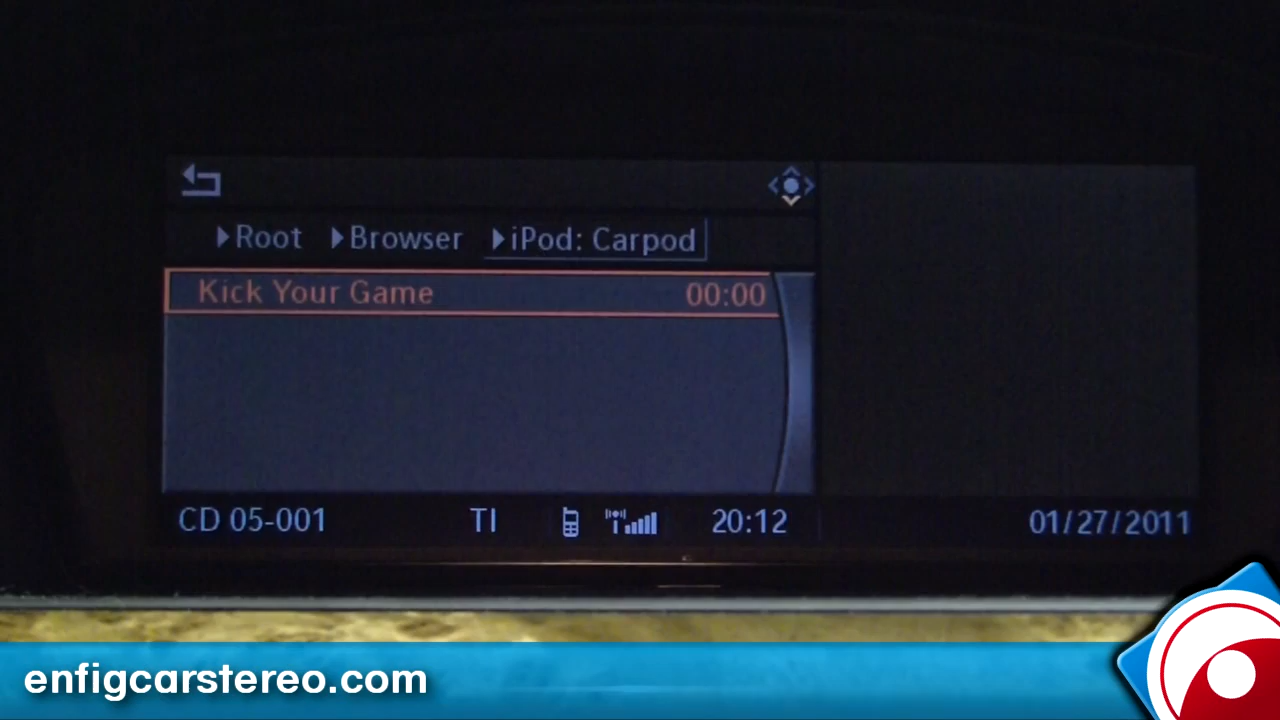 Root Browser iPod: Carpod
Kick Your Game 00:00
CD 05-001 TI 20:12 01/27/2011
enfigcarstereo.com